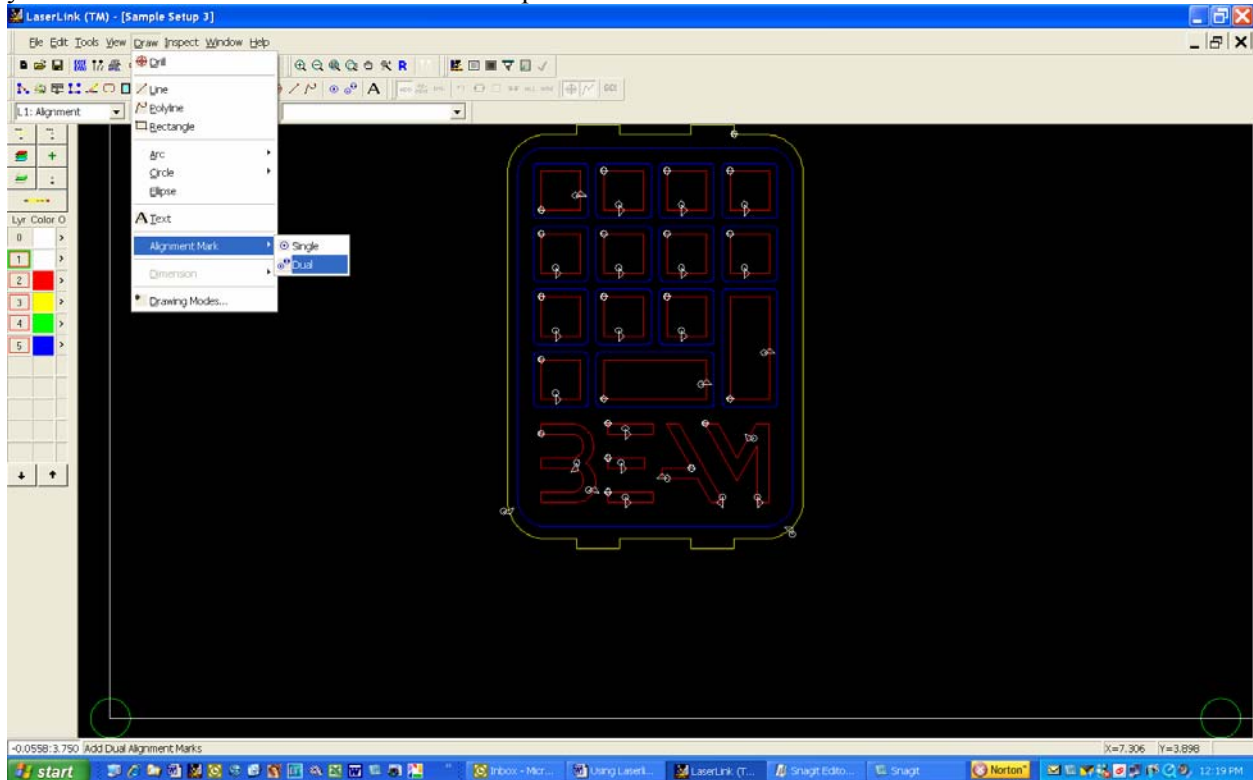 LaserLink (TM) - [Sample Setup 3]
File Edit Tools View Draw Inspect Window Help
Drill
R
Line
A
L1: Alignment
Polyline
Rectangle
Arc
Circle
Ellipse
Lyr Color O
A Text
0
Alignment Mark
Single
1
Dual
2
Dimension
3
Drawing Modes...
4
5
BEAM
-0.0558:3.750 Add Dual Alignment Marks X=7.306 Y=3.898
start Inbox - Micr... Using Laserli... LaserLink (T... Snagit Edito... Snagit Norton 12:19 PM